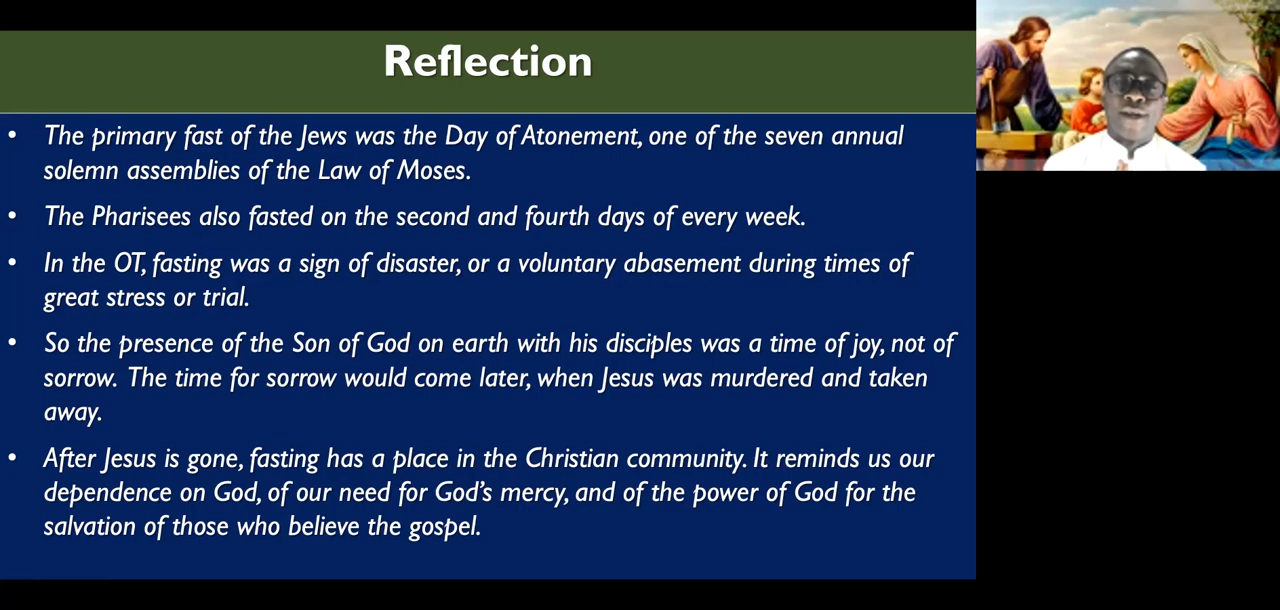 Reflection
• The primary fast of the Jews was the Day of Atonement, one of the seven annual
solemn assemblies of the Law of Moses.
• The Pharisees also fasted on the second and fourth days of every week.
• In the OT, fasting was a sign of disaster, or a voluntary abasement during times of
great stress or trial.
• So the presence of the Son of God on earth with his disciples was a time of joy, not of
sorrow. The time for sorrow would come later, when Jesus was murdered and taken
away.
• After Jesus is gone, fasting has a place in the Christian community. It reminds us our
dependence on God, of our need for God’s mercy, and of the power of God for the
salvation of those who believe the gospel.